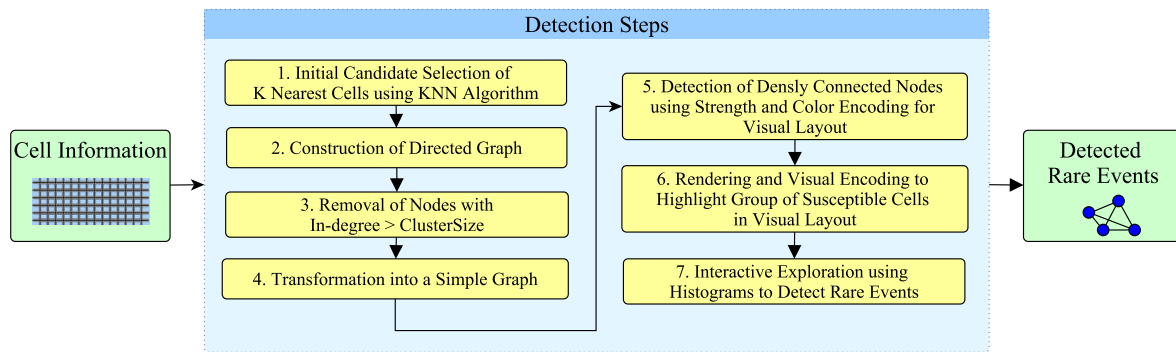 Detection Steps
Cell Information
1. Initial Candidate Selection of
K Nearest Cells using KNN Algorithm
2. Construction of Directed Graph
3. Removal of Nodes with
In-degree > ClusterSize
4. Transformation into a Simple Graph
5. Detection of Densly Connected Nodes
using Strength and Color Encoding for
Visual Layout
6. Rendering and Visual Encoding to
Highlight Group of Susceptible Cells
in Visual Layout
7. Interactive Exploration using
Histograms to Detect Rare Events
Detected
Rare Events